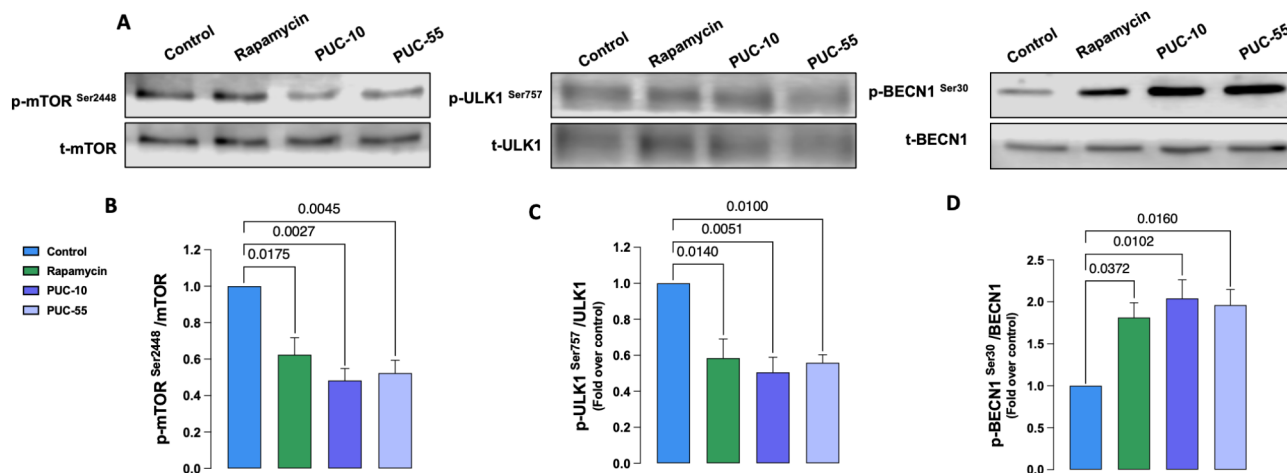 A
Control Rapamycin PUC-10 PUC-55
p-mTOR Ser2448
t-mTOR
Control Rapamycin PUC-10 PUC-55
p-ULK1 Ser757
t-ULK1
Control Rapamycin PUC-10 PUC-55
p-BECN1 Ser30
t-BECN1
Control
Rapamycin
PUC-10
PUC-55
B
p-mTOR Ser2448/mTOR
1.2
1.0
0.8
0.6
0.4
0.2
0.0
0.0045
0.0027
0.0175
C
p-ULK1 Ser757/ULK1
(Fold over control)
1.2
1.0
0.8
0.6
0.4
0.2
0.0
0.0100
0.0051
0.0140
D
p-BECN1 Ser30/BECN1
(Fold over control)
2.5
2.0
1.5
1.0
0.5
0.0
0.0160
0.0102
0.0372